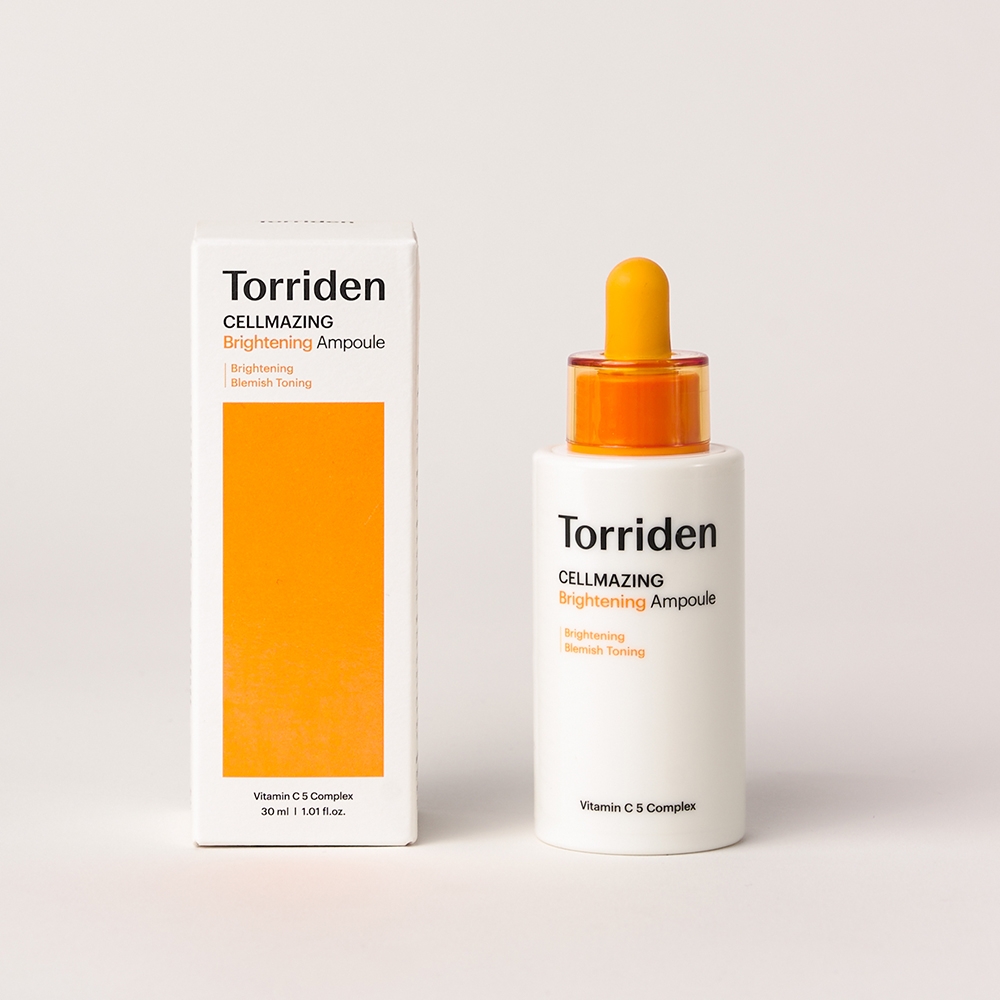 Torriden
Torriden
CELLMAZING
Brightening Ampoule
Brightening
Blemish Toning
Vitamin C 5 Complex
30 ml | 1.01 fl.oz.
Torriden
CELLMAZING
Brightening Ampoule
Brightening
Blemish Toning
Vitamin C 5 Complex